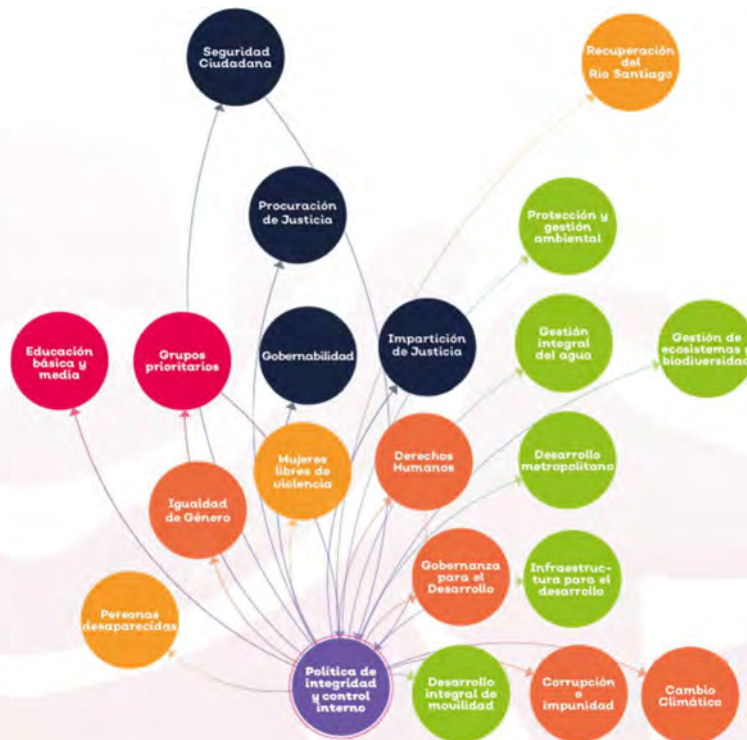 Seguridad
Ciudadana
Recuperación
del
Río Santiago
Procuración
de Justicia
Protección y
gestión
ambiental
Educación
básica y
media
Grupos
prioritarios
Gobernabilidad
Impartición
de Justicia
Gestión
integral
del agua
Gestión de
ecosistemas y
biodiversidad
Igualdad
de Género
Mujeres
libres de
violencia
Derechos
Humanos
Desarrollo
metropolitano
Personas
desaparecidas
Gobernanza
para el
Desarrollo
Infraestruc-
tura para el
desarrollo
Política de
integridad
y control
interno
Desarrollo
integral de
movilidad
Corrupción
e
impunidad
Cambio
Climático